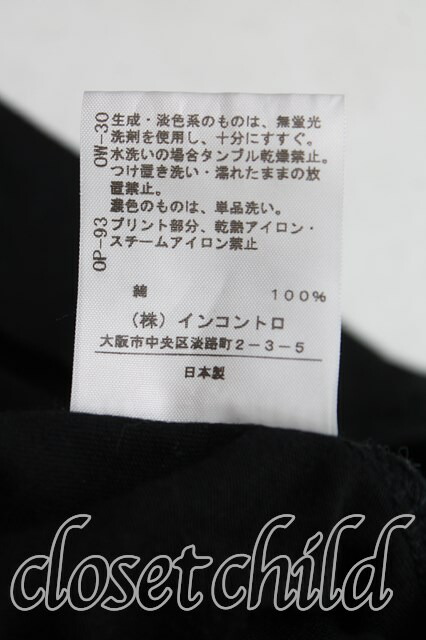 OW-30
生成・淡色系のものは、無蛍光
洗剤を使用し、十分にすすぐ。
水洗いの場合タンブル乾燥禁止。
つけ置き洗い・濡れたままの放
置禁止。
濃色のものは、単品洗い。
OP-93
プリント部分、乾熱アイロン・
スチームアイロン禁止
綿 100%
(株) インコントロ
大阪市中央区淡路町2-3-5
日本製
closetchild